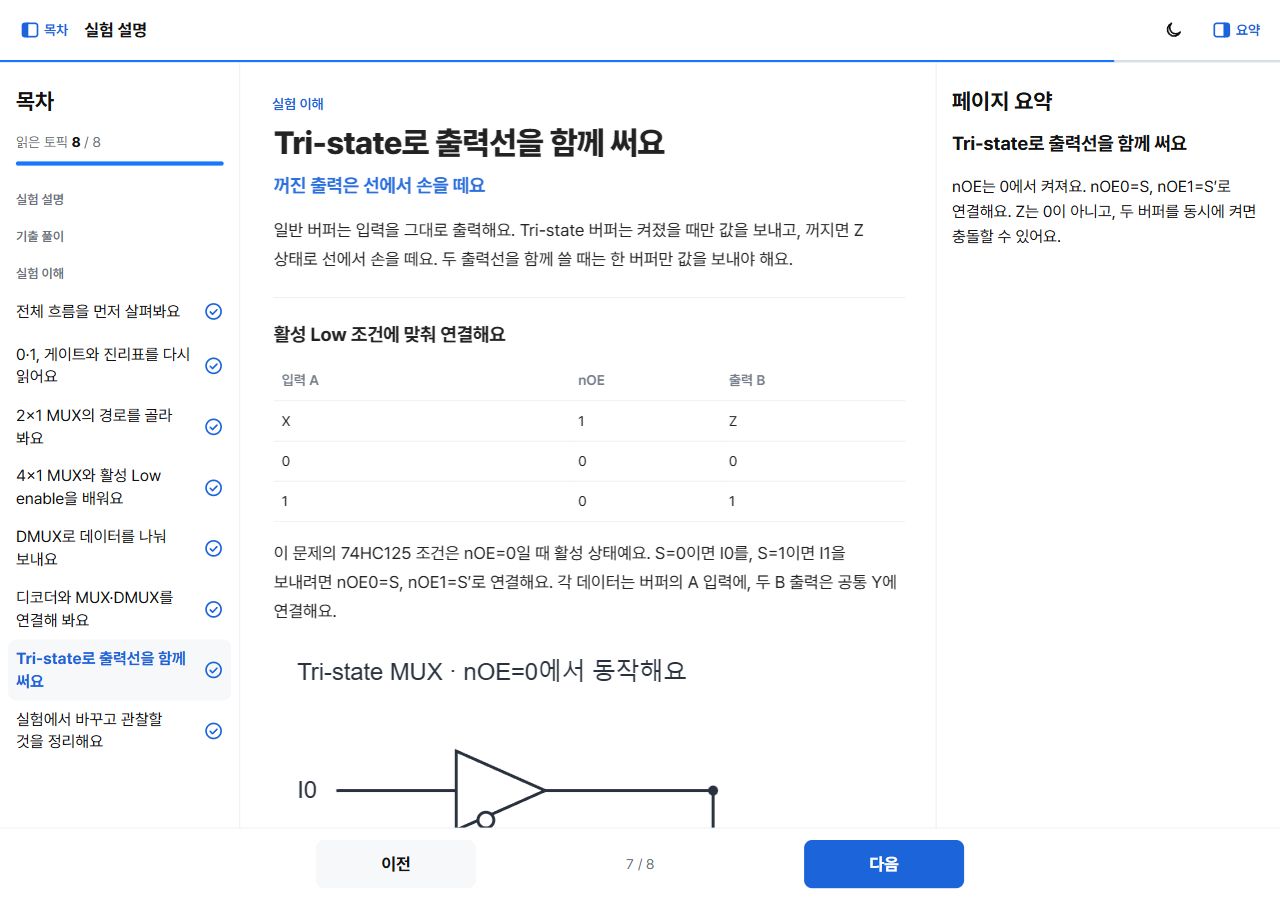 목차 실험 설명 요약
목차
읽은 토픽 8 / 8
실험 설명
기출 풀이
실험 이해
전체 흐름을 먼저 살펴봐요
0·1, 게이트와 진리표를 다시
읽어요
2×1 MUX의 경로를 골라
봐요
4×1 MUX와 활성 Low
enable을 배워요
DMUX로 데이터를 나눠
보내요
디코더와 MUX·DMUX를
연결해 봐요
Tri-state로 출력선을 함께
써요
실험에서 바꾸고 관찰할
것을 정리해요
실험 이해
Tri-state로 출력선을 함께 써요
꺼진 출력은 선에서 손을 떼요
일반 버퍼는 입력을 그대로 출력해요. Tri-state 버퍼는 켜졌을 때만 값을 보내고, 꺼지면 Z
상태로 선에서 손을 떼요. 두 출력선을 함께 쓸 때는 한 버퍼만 값을 보내야 해요.
활성 Low 조건에 맞춰 연결해요
입력 A nOE 출력 B
X 1 Z
0 0 0
1 0 1
이 문제의 74HC125 조건은 nOE=0일 때 활성 상태예요. S=0이면 I0를, S=1이면 I1을
보내려면 nOE0=S, nOE1=S′로 연결해요. 각 데이터는 버퍼의 A 입력에, 두 B 출력은 공통 Y에
연결해요.
Tri-state MUX · nOE=0에서 동작해요
I0
페이지 요약
Tri-state로 출력선을 함께 써요
nOE는 0에서 켜져요. nOE0=S, nOE1=S′로
연결해요. Z는 0이 아니고, 두 버퍼를 동시에 켜면
충돌할 수 있어요.
이전 7 / 8 다음